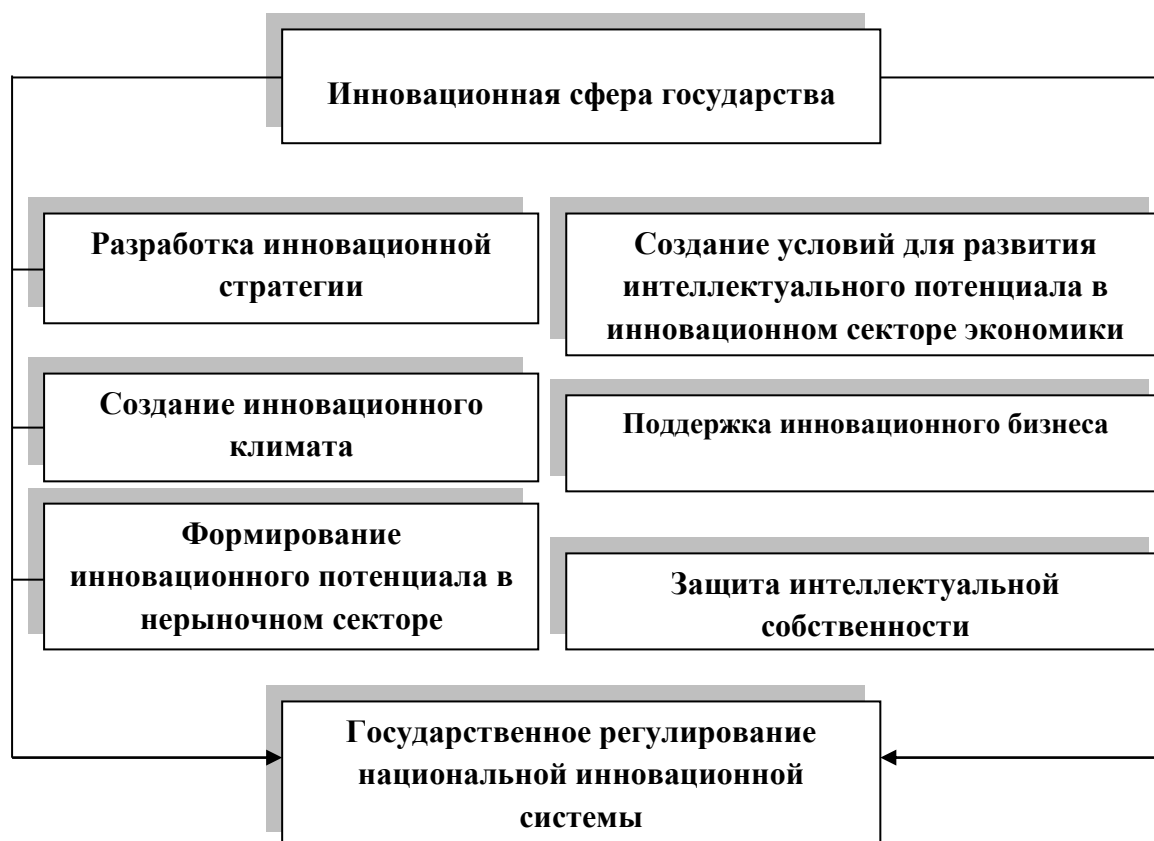 Инновационная сфера государства
Разработка инновационной
стратегии
Создание условий для развития
интеллектуального потенциала в
инновационном секторе экономики
Создание инновационного
климата
Поддержка инновационного бизнеса
Формирование
инновационного потенциала в
нерыночном секторе
Защита интеллектуальной
собственности
Государственное регулирование
национальной инновационной
системы